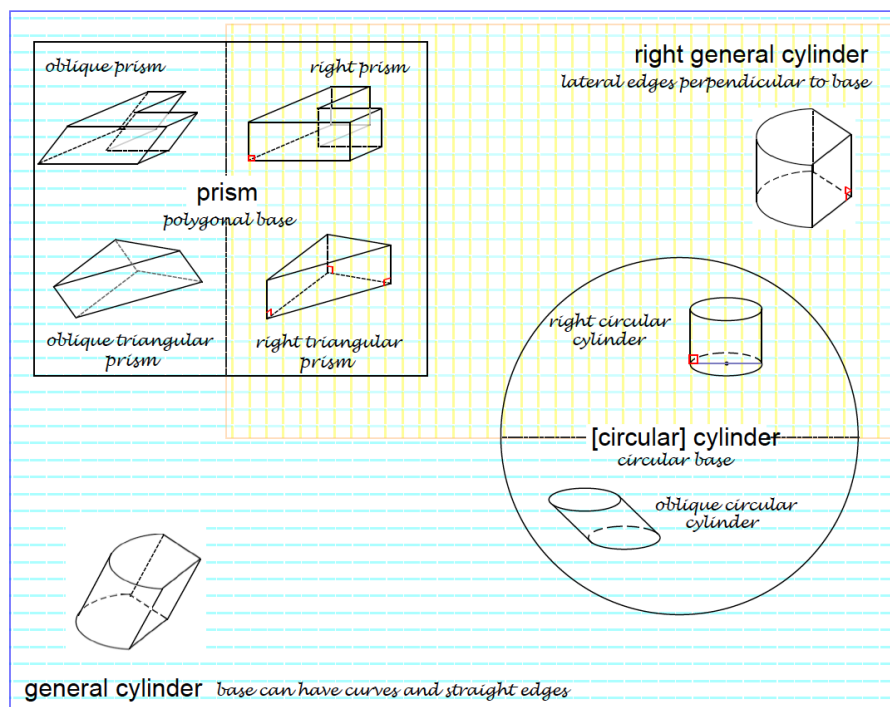 oblique prism
right prism
right general cylinder
lateral edges perpendicular to base
prism
polygonal base
oblique triangular
prism
right triangular
prism
right circular
cylinder
[circular] cylinder
circular base
oblique circular
cylinder
general cylinder base can have curves and straight edges